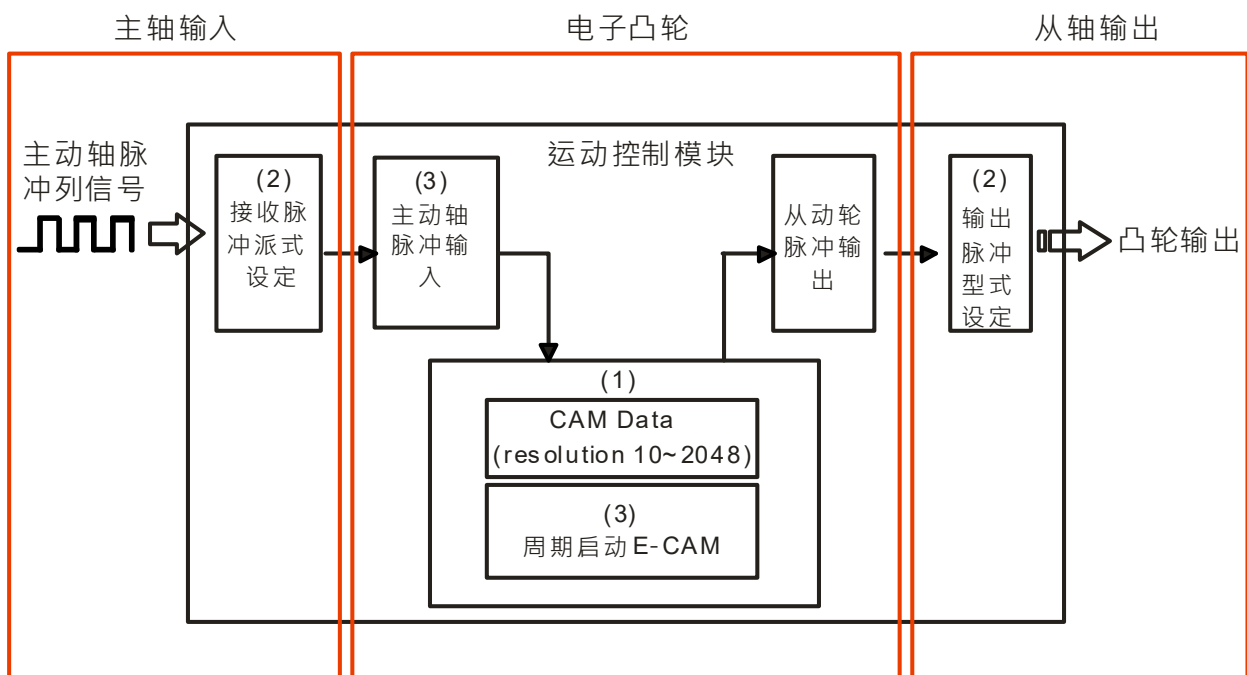 主轴输入
电子凸轮
从轴输出
主动轴脉
冲列信号
运动控制模块
(2)
接收脉
冲派式
设定
(3)
主动轴
脉冲输
入
从动轮
脉冲输
出
(2)
输出
脉冲
型式
设定
凸轮输出
(1)
CAM Data
(resolution 10~2048)
(3)
周期启动E-CAM